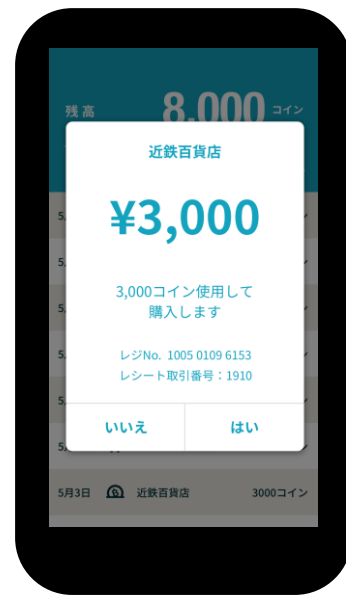 残高 8,000 コイン
近鉄百貨店
¥3,000
3,000コイン使用して
購入します
レジNo. 1005 0109 6153
レシート取引番号：1910
いいえ はい
5月3日 近鉄百貨店 3000コイン